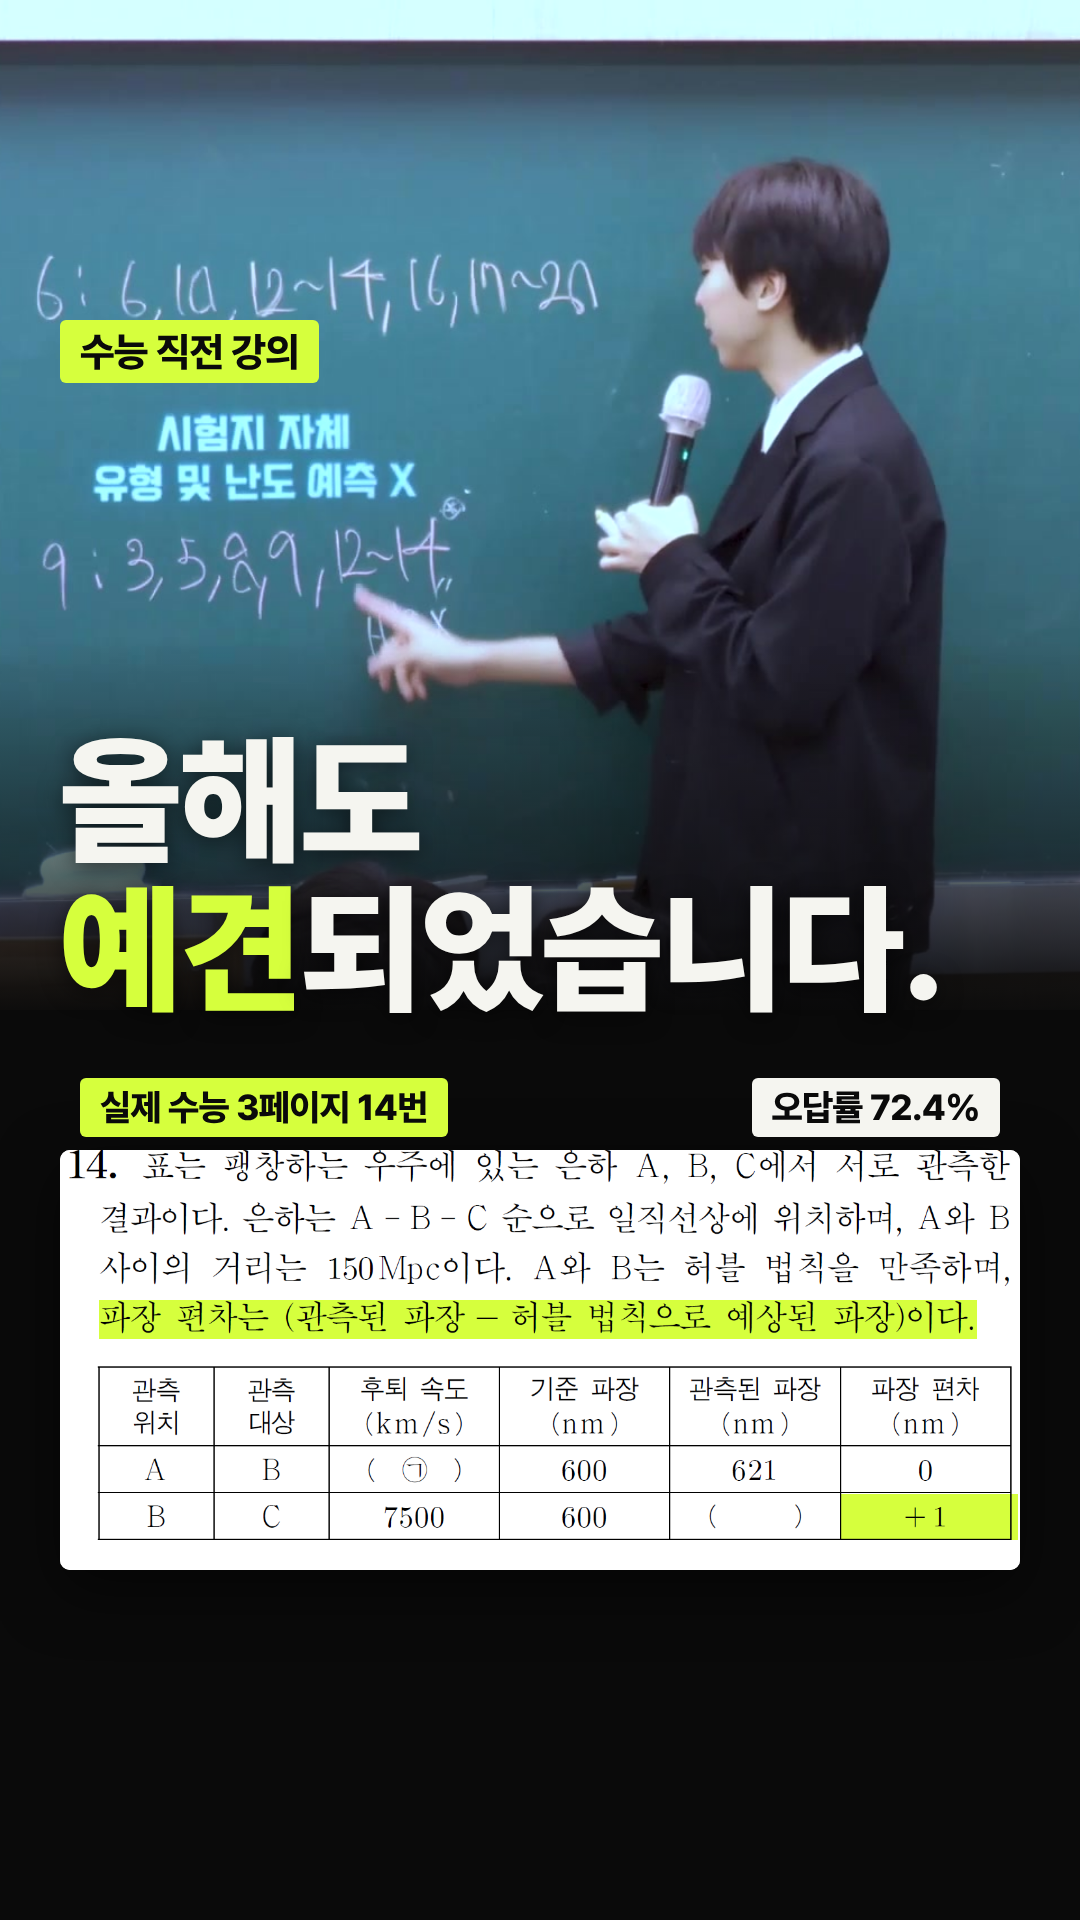 6 : 6, 10, 12~14, 16, 17~20
수능 직전 강의
시험지 자체
유형 및 난도 예측 X
9 : 3, 5, 8, 9, 12~14
올해도
예견되었습니다.
실제 수능 3페이지 14번
오답률 72.4%
14. 표는 팽창하는 우주에 있는 은하 A, B, C에서 서로 관측한
결과이다. 은하는 A - B - C 순으로 일직선상에 위치하며, A와 B
사이의 거리는 150Mpc이다. A와 B는 허블 법칙을 만족하며,
파장 편차는 (관측된 파장 - 허블 법칙으로 예상된 파장)이다.
관측 위치 관측 대상 후퇴 속도 (km/s) 기준 파장 (nm) 관측된 파장 (nm) 파장 편차 (nm)
A B ( ㉠ ) 600 621 0
B C 7500 600 ( ) +1